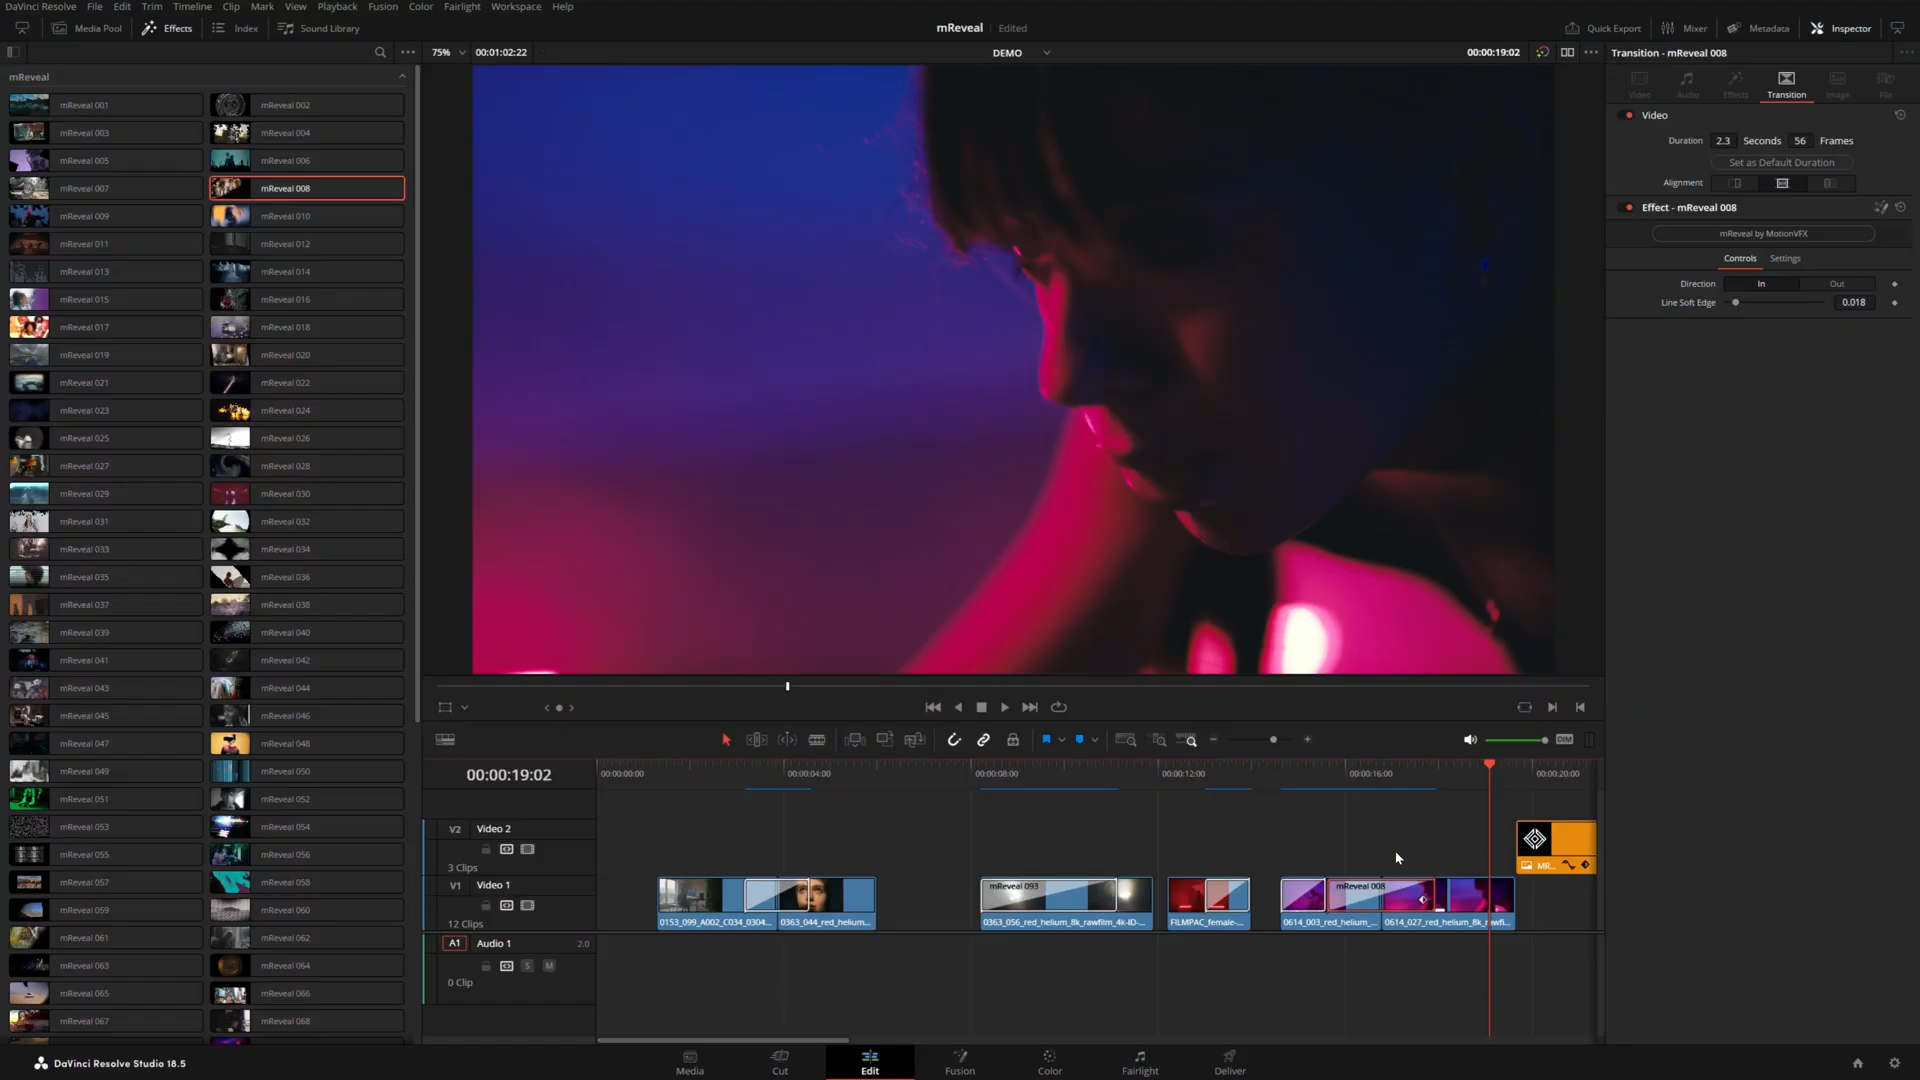 DaVinci Resolve File Edit Trim Timeline Clip Mark View Playback Fusion Color Fairlight Workspace Help
Media Pool Effects Index Sound Library
mReveal Edited
Quick Export Mixer Metadata Inspector
75% 00:01:02:22
DEMO
00:00:19:02
Transition - mReveal 008
Video Audio Effects Transition Image File
Video
Duration 2.3 Seconds 56 Frames
Set as Default Duration
Alignment
Effect - mReveal 008
mReveal by MotionVFX
Controls Settings
Direction In Out
Line Soft Edge 0.018
mReveal
mReveal 001 mReveal 002
mReveal 003 mReveal 004
mReveal 005 mReveal 006
mReveal 007 mReveal 008
mReveal 009 mReveal 010
mReveal 011 mReveal 012
mReveal 013 mReveal 014
mReveal 015 mReveal 016
mReveal 017 mReveal 018
mReveal 019 mReveal 020
mReveal 021 mReveal 022
mReveal 023 mReveal 024
mReveal 025 mReveal 026
mReveal 027 mReveal 028
mReveal 029 mReveal 030
mReveal 031 mReveal 032
mReveal 033 mReveal 034
mReveal 035 mReveal 036
mReveal 037 mReveal 038
mReveal 039 mReveal 040
mReveal 041 mReveal 042
mReveal 043 mReveal 044
mReveal 045 mReveal 046
mReveal 047 mReveal 048
mReveal 049 mReveal 050
mReveal 051 mReveal 052
mReveal 053 mReveal 054
mReveal 055 mReveal 056
mReveal 057 mReveal 058
mReveal 059 mReveal 060
mReveal 061 mReveal 062
mReveal 063 mReveal 064
mReveal 065 mReveal 066
mReveal 067 mReveal 068
DIM
00:00:19:02
00:00:00:00 00:00:04:00 00:00:08:00 00:00:12:00 00:00:16:00 00:00:20:00
V2 Video 2
3 Clips
MR...
V1 Video 1
12 Clips
mReveal 093 mReveal 008
0153_099_A002_C034_0304... 0363_044_red_helium... 0363_056_red_helium_8k_rawfilm_4k-ID-... FILMPAC_female-... 0614_003_red_helium_... 0614_027_red_helium_8k_rawfi...
A1 Audio 1 2.0
S M
0 Clip
DaVinci Resolve Studio 18.5
Media Cut Edit Fusion Color Fairlight Deliver